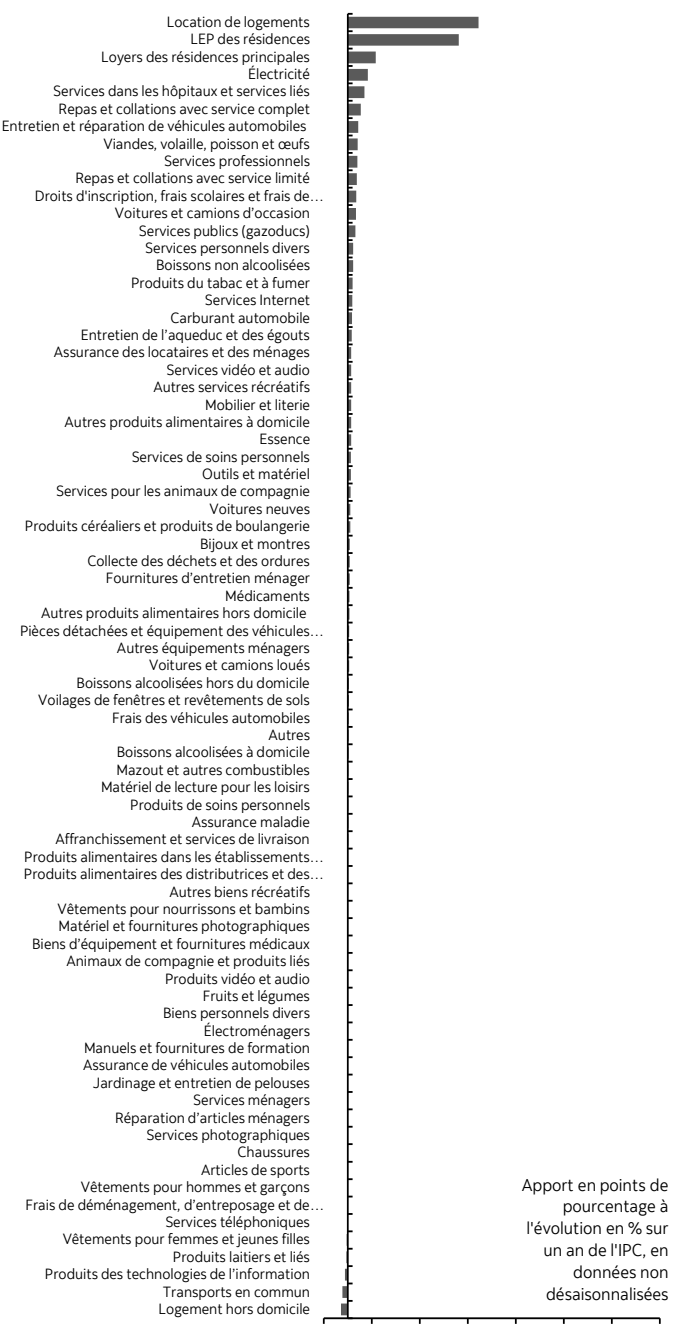 Location de logements
LEP des résidences
Loyers des résidences principales
Électricité
Services dans les hôpitaux et services liés
Repas et collations avec service complet
Entretien et réparation de véhicules automobiles
Viandes, volaille, poisson et œufs
Services professionnels
Repas et collations avec service limité
Droits d'inscription, frais scolaires et frais de…
Voitures et camions d’occasion
Services publics (gazoducs)
Services personnels divers
Boissons non alcoolisées
Produits du tabac et à fumer
Services Internet
Carburant automobile
Entretien de l’aqueduc et des égouts
Assurance des locataires et des ménages
Services vidéo et audio
Autres services récréatifs
Mobilier et literie
Autres produits alimentaires à domicile
Essence
Services de soins personnels
Outils et matériel
Services pour les animaux de compagnie
Voitures neuves
Produits céréaliers et produits de boulangerie
Bijoux et montres
Collecte des déchets et des ordures
Fournitures d’entretien ménager
Médicaments
Autres produits alimentaires hors domicile
Pièces détachées et équipement des véhicules…
Autres équipements ménagers
Voitures et camions loués
Boissons alcoolisées hors du domicile
Voilages de fenêtres et revêtements de sols
Frais des véhicules automobiles
Autres
Boissons alcoolisées à domicile
Mazout et autres combustibles
Matériel de lecture pour les loisirs
Produits de soins personnels
Assurance maladie
Affranchissement et services de livraison
Produits alimentaires dans les établissements…
Produits alimentaires des distributrices et des…
Autres biens récréatifs
Vêtements pour nourrissons et bambins
Matériel et fournitures photographiques
Biens d’équipement et fournitures médicaux
Animaux de compagnie et produits liés
Produits vidéo et audio
Fruits et légumes
Biens personnels divers
Électroménagers
Manuels et fournitures de formation
Assurance de véhicules automobiles
Jardinage et entretien de pelouses
Services ménagers
Réparation d’articles ménagers
Services photographiques
Chaussures
Articles de sports
Vêtements pour hommes et garçons
Frais de déménagement, d’entreposage et de…
Services téléphoniques
Vêtements pour femmes et jeunes filles
Produits laitiers et liés
Produits des technologies de l’information
Transports en commun
Logement hors domicile
Apport en points de
pourcentage à
l'évolution en % sur
un an de l'IPC, en
données non
désaisonnalisées